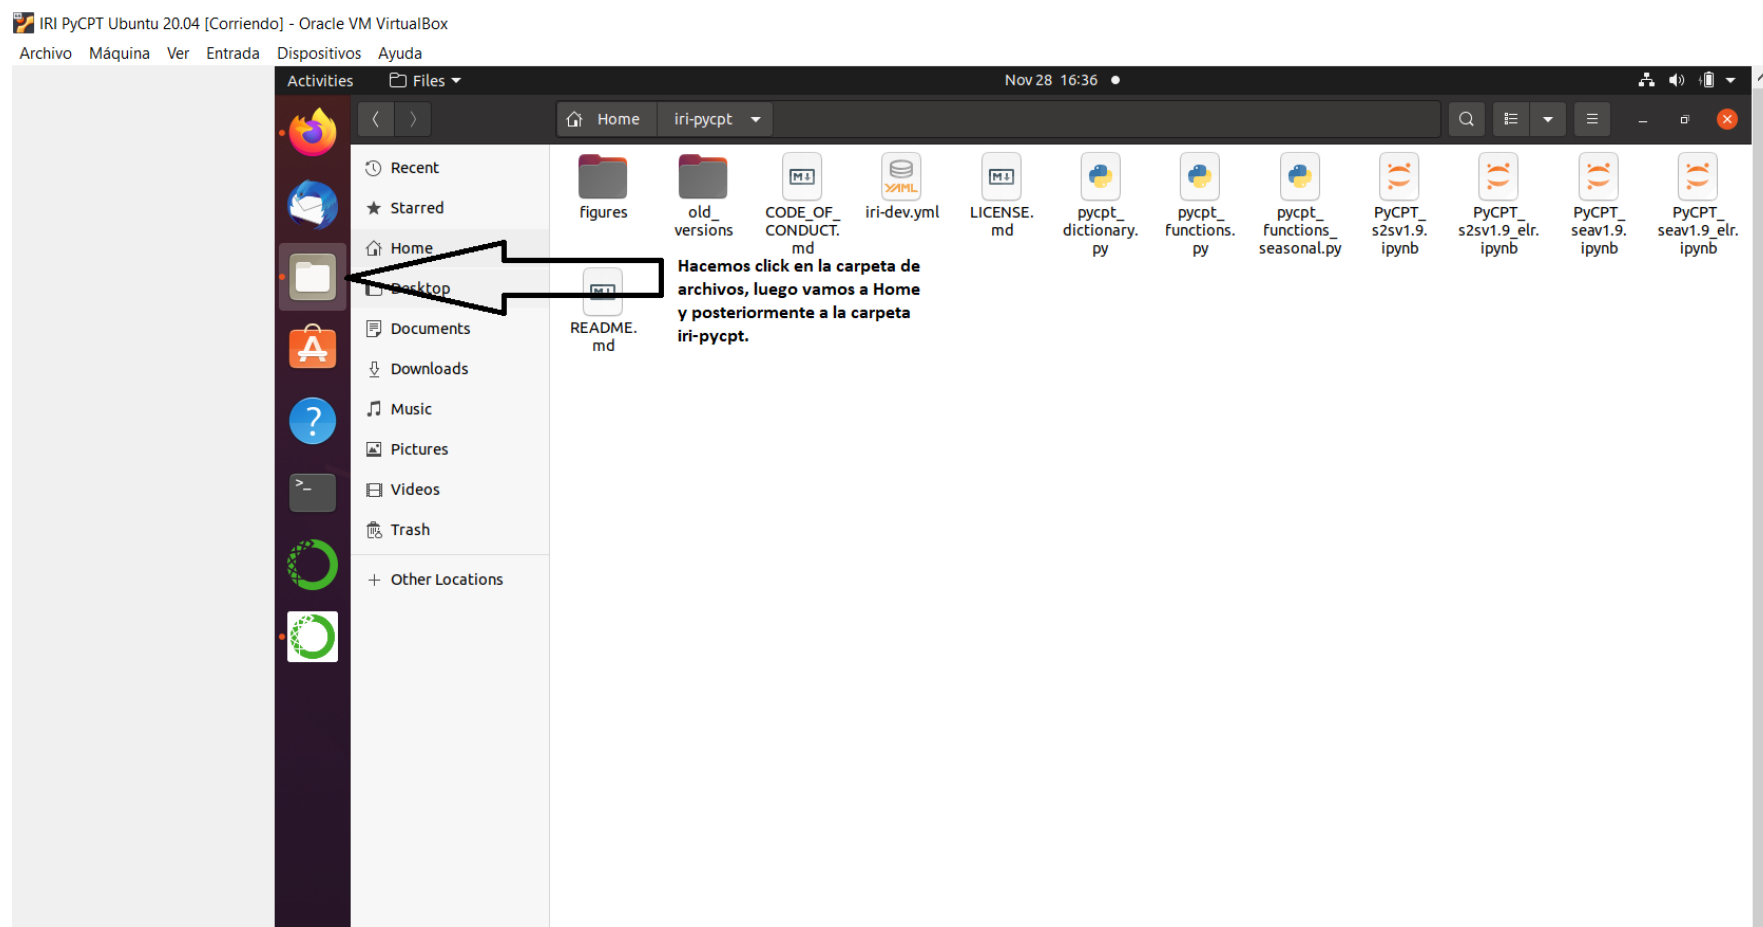 IRI PyCPT Ubuntu 20.04 [Corriendo] - Oracle VM VirtualBox
Archivo Máquina Ver Entrada Dispositivos Ayuda
Activities Files Nov 28 16:36
Home iri-pycpt
Recent
Starred
Home
Desktop
Documents
Downloads
Music
Pictures
Videos
Trash
+ Other Locations
figures
old_
versions
M↓
CODE_OF_
CONDUCT.
md
YAML
iri-dev.yml
M↓
LICENSE.
md
pycpt_
dictionary.
py
pycpt_
functions.
py
pycpt_
functions_
seasonal.py
PyCPT_
s2sv1.9.
ipynb
PyCPT_
s2sv1.9_elr.
ipynb
PyCPT_
seav1.9.
ipynb
PyCPT_
seav1.9_elr.
ipynb
README.
md
Hacemos click en la carpeta de
archivos, luego vamos a Home
y posteriormente a la carpeta
iri-pycpt.